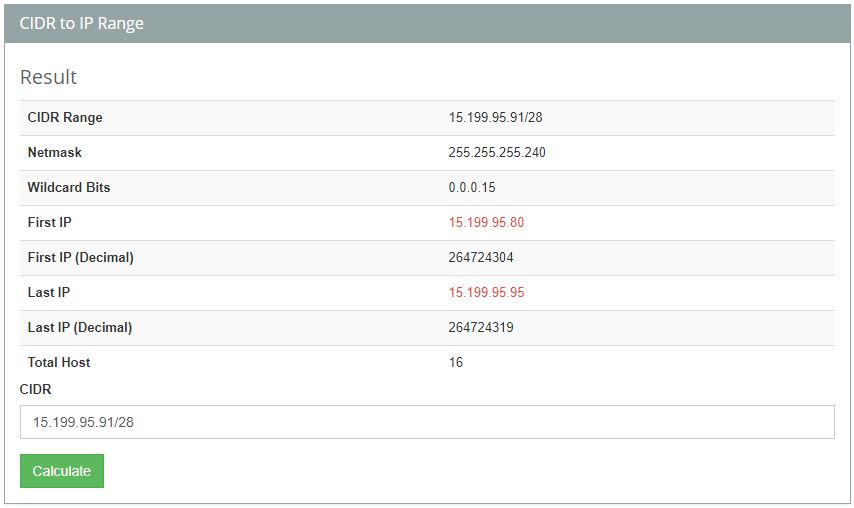 CIDR to IP Range
Result
CIDR Range 15.199.95.91/28
Netmask 255.255.255.240
Wildcard Bits 0.0.0.15
First IP 15.199.95.80
First IP (Decimal) 264724304
Last IP 15.199.95.95
Last IP (Decimal) 264724319
Total Host 16
CIDR
15.199.95.91/28
Calculate